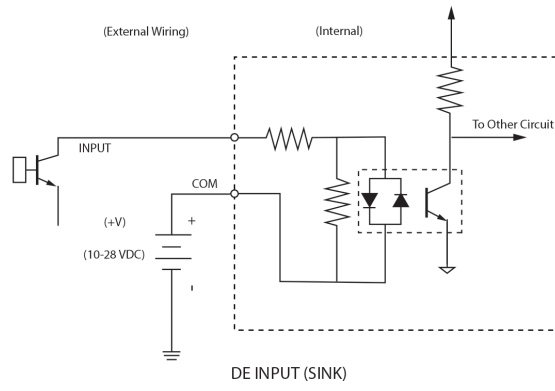 (External Wiring)
(Internal)
To Other Circuit
INPUT
COM
(+V)
+
(10-28 VDC)
-
DE INPUT (SINK)